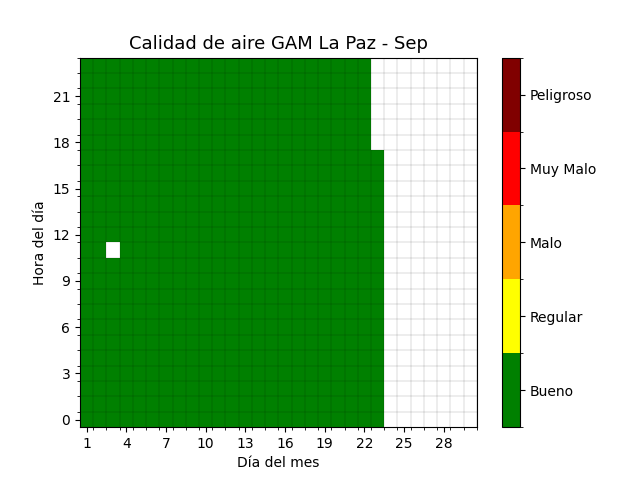 Calidad de aire GAM La Paz - Sep
Hora del día
21
18
15
12
9
6
3
0
1 4 7 10 13 16 19 22 25 28
Día del mes
Peligroso
Muy Malo
Malo
Regular
Bueno